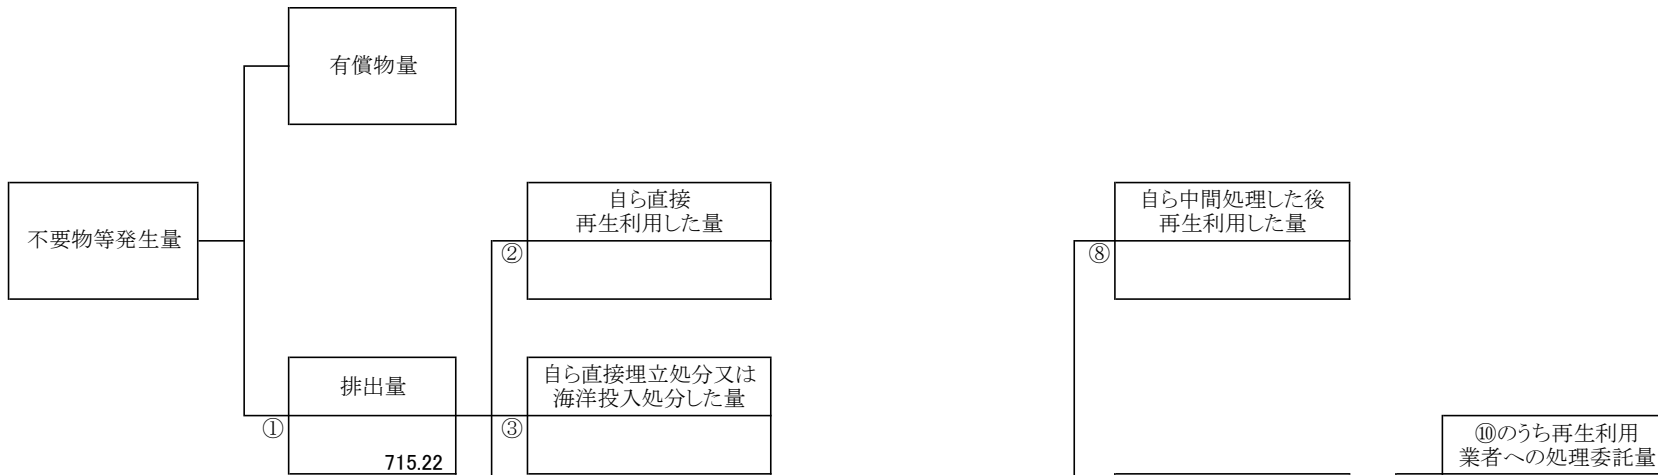 有償物量
不要物等発生量
自ら直接
再生利用した量
②
自ら中間処理した後
再生利用した量
⑧
排出量
①
715.22
自ら直接埋立処分又は
海洋投入処分した量
③
⑩のうち再生利用
業者への処理委託量